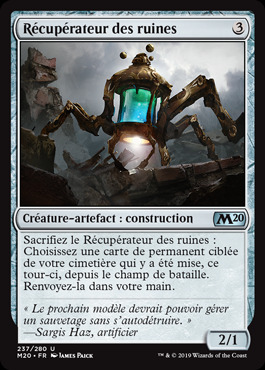 Récupérateur des ruines 3
Créature-artefact : construction M20
Sacrifiez le Récupérateur des ruines :
Choisissez une carte de permanent ciblée
de votre cimetière qui y a été mise, ce
tour-ci, depuis le champ de bataille.
Renvoyez-la dans votre main.
« Le prochain modèle devrait pouvoir gérer
un sauvetage sans s'autodétruire. »
—Sargis Haz, artificier
2/1
237/280 U
M20 • FR JAMES PAICK
™ & © 2019 Wizards of the Coast